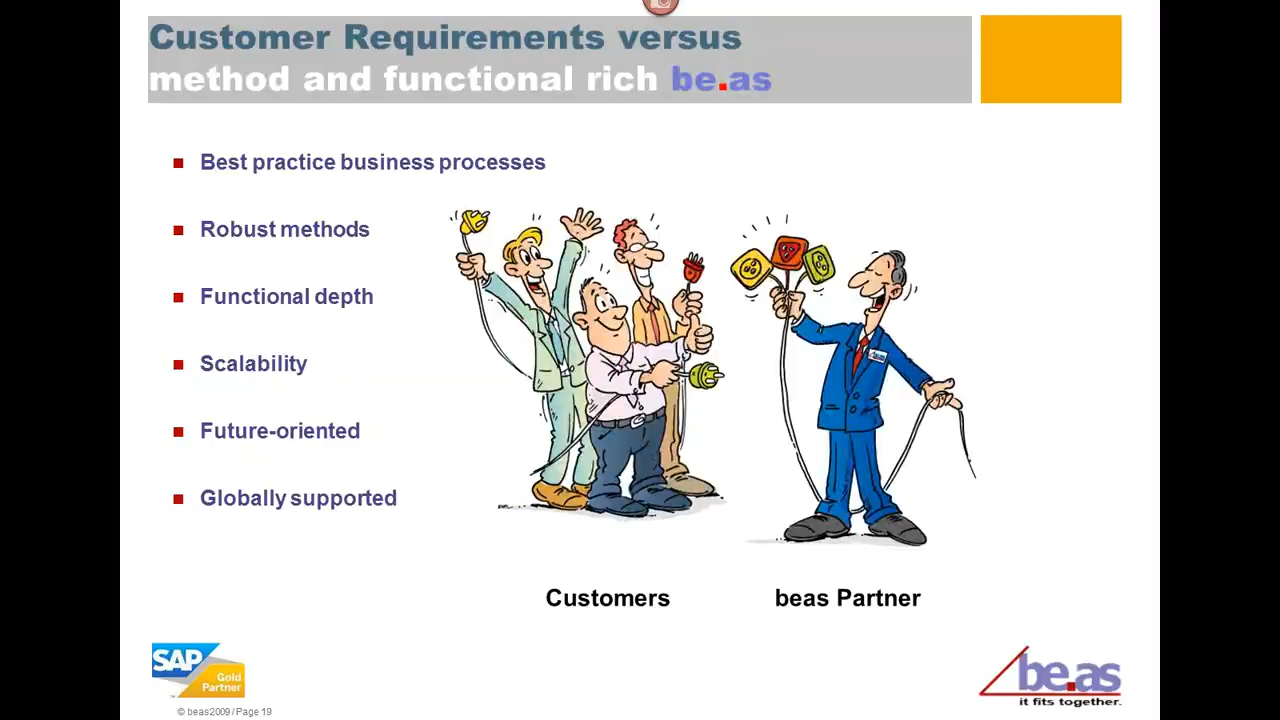 Customer Requirements versus
method and functional rich be.as
Best practice business processes
Robust methods
Functional depth
Scalability
Future-oriented
Globally supported
Customers
beas Partner
SAP
Gold
Partner
be.as
it fits together.
© beas2009 / Page 19